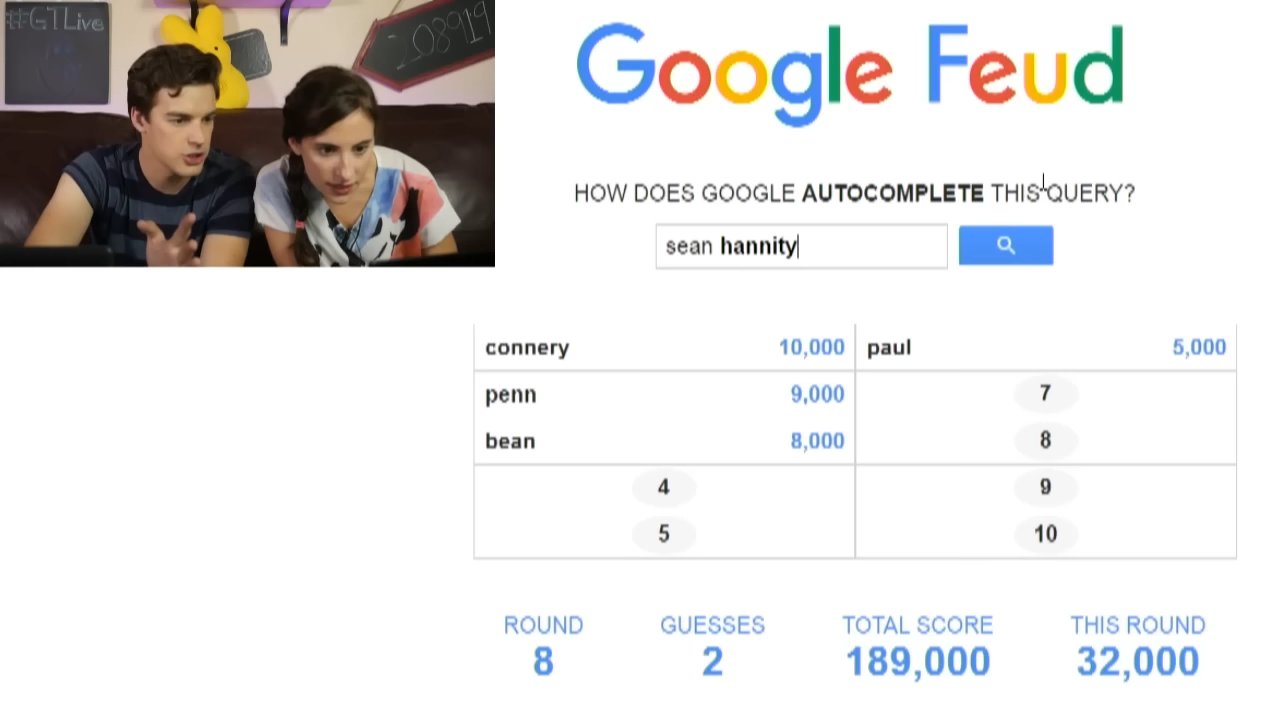 #GTLive
208919
Google Feud
HOW DOES GOOGLE AUTOCOMPLETE THIS QUERY?
sean hannity
connery 10,000 paul 5,000
penn 9,000 7
bean 8,000 8
4 9
5 10
ROUND GUESSES TOTAL SCORE THIS ROUND
8 2 189,000 32,000